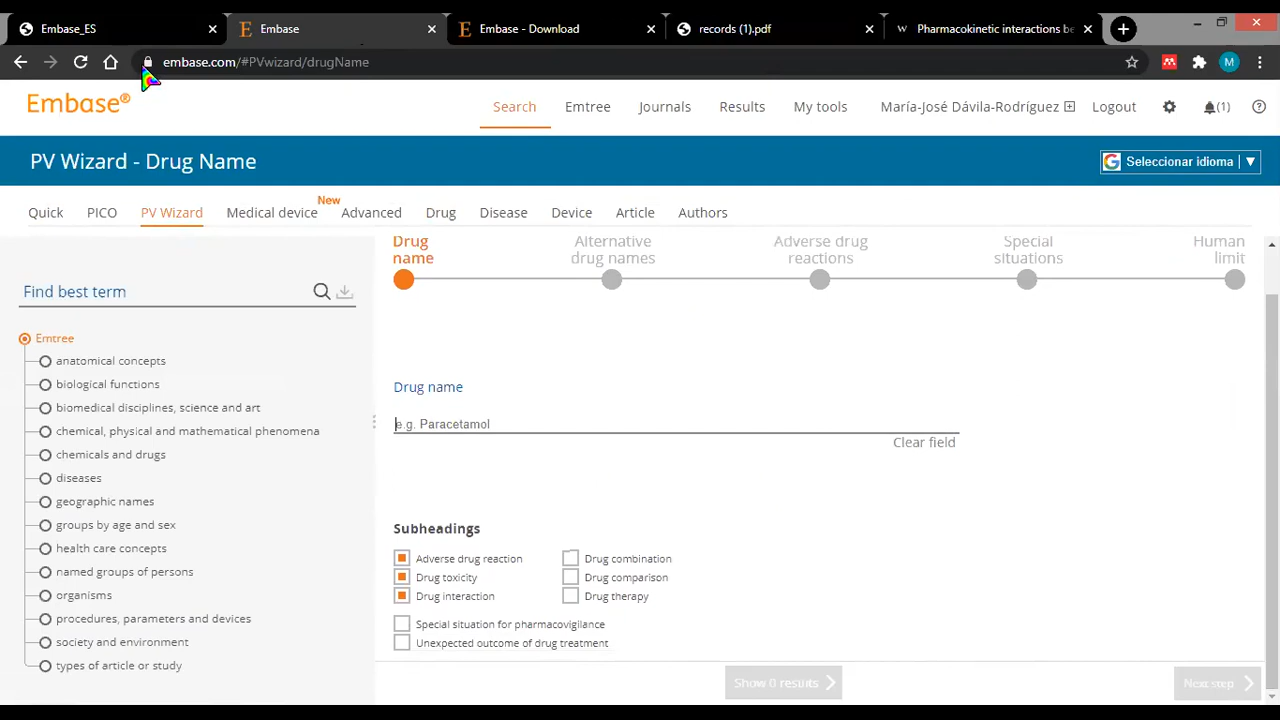 Embase_ES
Embase
Embase - Download
records (1).pdf
W
Pharmacokinetic interactions be
embase.com/#PVwizard/drugName
M
Embase®
Search
Emtree
Journals
Results
My tools
María-José Dávila-Rodríguez
Logout
(1)
PV Wizard - Drug Name
G Seleccionar idioma
New
Quick
PICO
PV Wizard
Medical device
Advanced
Drug
Disease
Device
Article
Authors
Drug name
Alternative drug names
Adverse drug reactions
Special situations
Human limit
Find best term
Emtree
anatomical concepts
biological functions
biomedical disciplines, science and art
chemical, physical and mathematical phenomena
chemicals and drugs
diseases
geographic names
groups by age and sex
health care concepts
named groups of persons
organisms
procedures, parameters and devices
society and environment
types of article or study
Drug name
e.g. Paracetamol
Clear field
Subheadings
Adverse drug reaction
Drug combination
Drug toxicity
Drug comparison
Drug interaction
Drug therapy
Special situation for pharmacovigilance
Unexpected outcome of drug treatment
Show 0 results
Next step